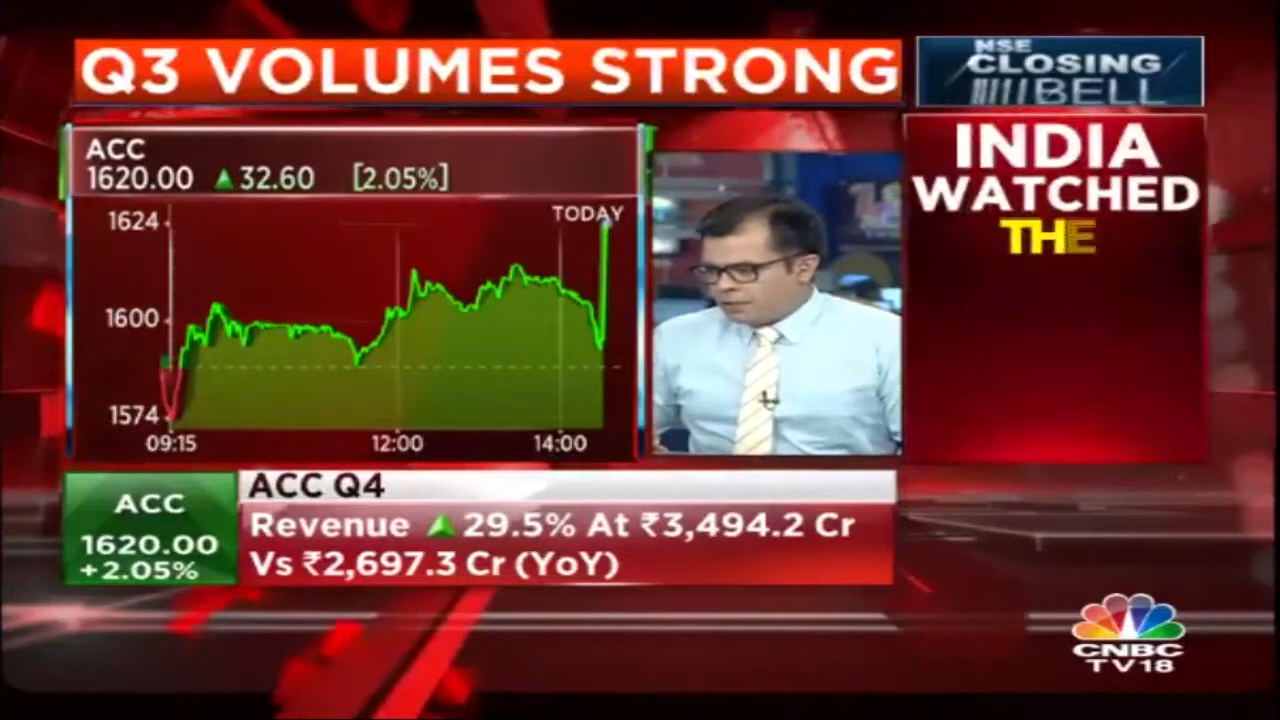 Q3 VOLUMES STRONG
NSE
CLOSING
BELL
ACC
1620.00 ▲ 32.60 [2.05%]
TODAY
1624
1600
1574
09:15 12:00 14:00
INDIA
WATCHED
THE
ACC
1620.00
+2.05%
ACC Q4
Revenue ▲ 29.5% At ₹3,494.2 Cr
Vs ₹2,697.3 Cr (YoY)
CNBC
TV18